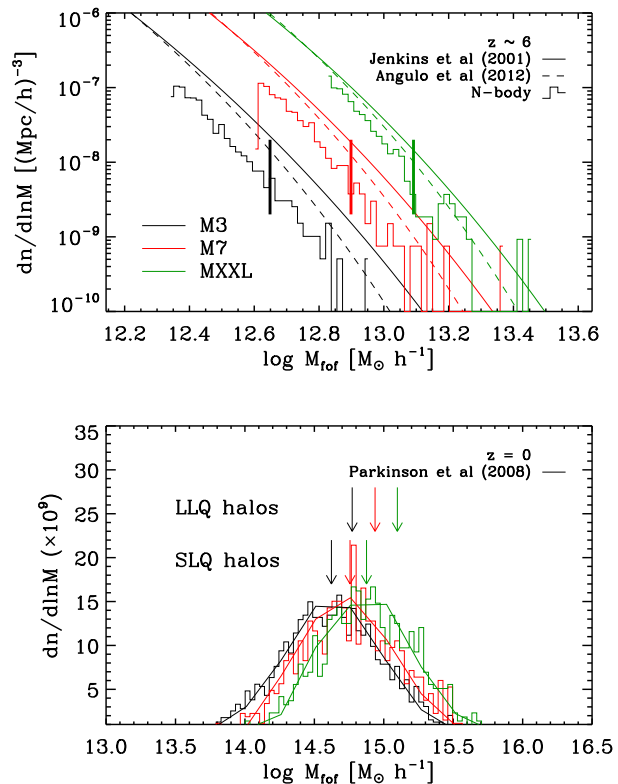 10⁻⁶
10⁻⁷
10⁻⁸
10⁻⁹
10⁻¹⁰
dn/dlnM [(Mpc/h)⁻³]
z ~ 6
Jenkins et al (2001)
Angulo et al (2012)
N-body
M3
M7
MXXL
12.2 12.4 12.6 12.8 13.0 13.2 13.4 13.6
log M_fof [M_⊙ h⁻¹]
35
30
25
20
15
10
5
dn/dlnM (×10⁹)
z = 0
Parkinson et al (2008)
LLQ halos
SLQ halos
13.0 13.5 14.0 14.5 15.0 15.5 16.0 16.5
log M_fof [M_⊙ h⁻¹]